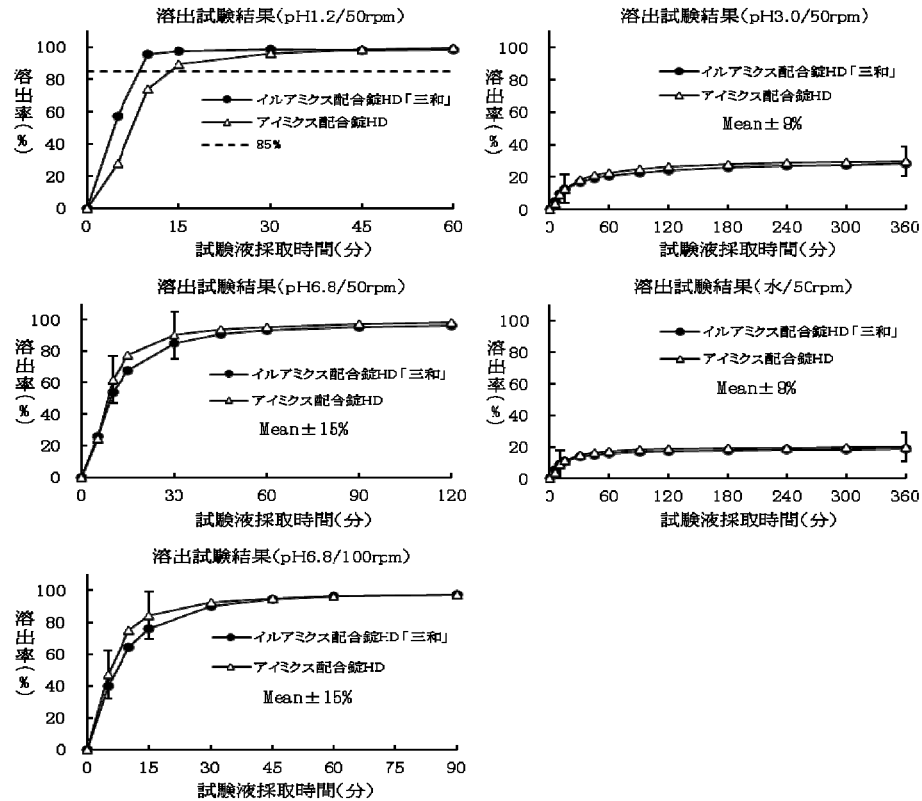 溶出試験結果(pH1.2/50rpm)
溶出率(%)
100
80
60
40
20
0
イルアミクス配合錠HD「三和」
アイミクス配合錠HD
85%
0 15 30 45 60
試験液採取時間(分)
溶出試験結果(pH3.0/50rpm)
溶出率(%)
100
80
60
40
20
0
イルアミクス配合錠HD「三和」
アイミクス配合錠HD
Mean±9%
0 60 120 180 240 300 360
試験液採取時間(分)
溶出試験結果(pH6.8/50rpm)
溶出率(%)
100
80
60
40
20
0
イルアミクス配合錠HD「三和」
アイミクス配合錠HD
Mean±15%
0 30 60 90 120
試験液採取時間(分)
溶出試験結果(水/50rpm)
溶出率(%)
100
80
60
40
20
0
イルアミクス配合錠HD「三和」
アイミクス配合錠HD
Mean±9%
0 60 120 180 240 300 360
試験液採取時間(分)
溶出試験結果(pH6.8/100rpm)
溶出率(%)
100
80
60
40
20
0
イルアミクス配合錠HD「三和」
アイミクス配合錠HD
Mean±15%
0 15 30 45 60 75 90
試験液採取時間(分)